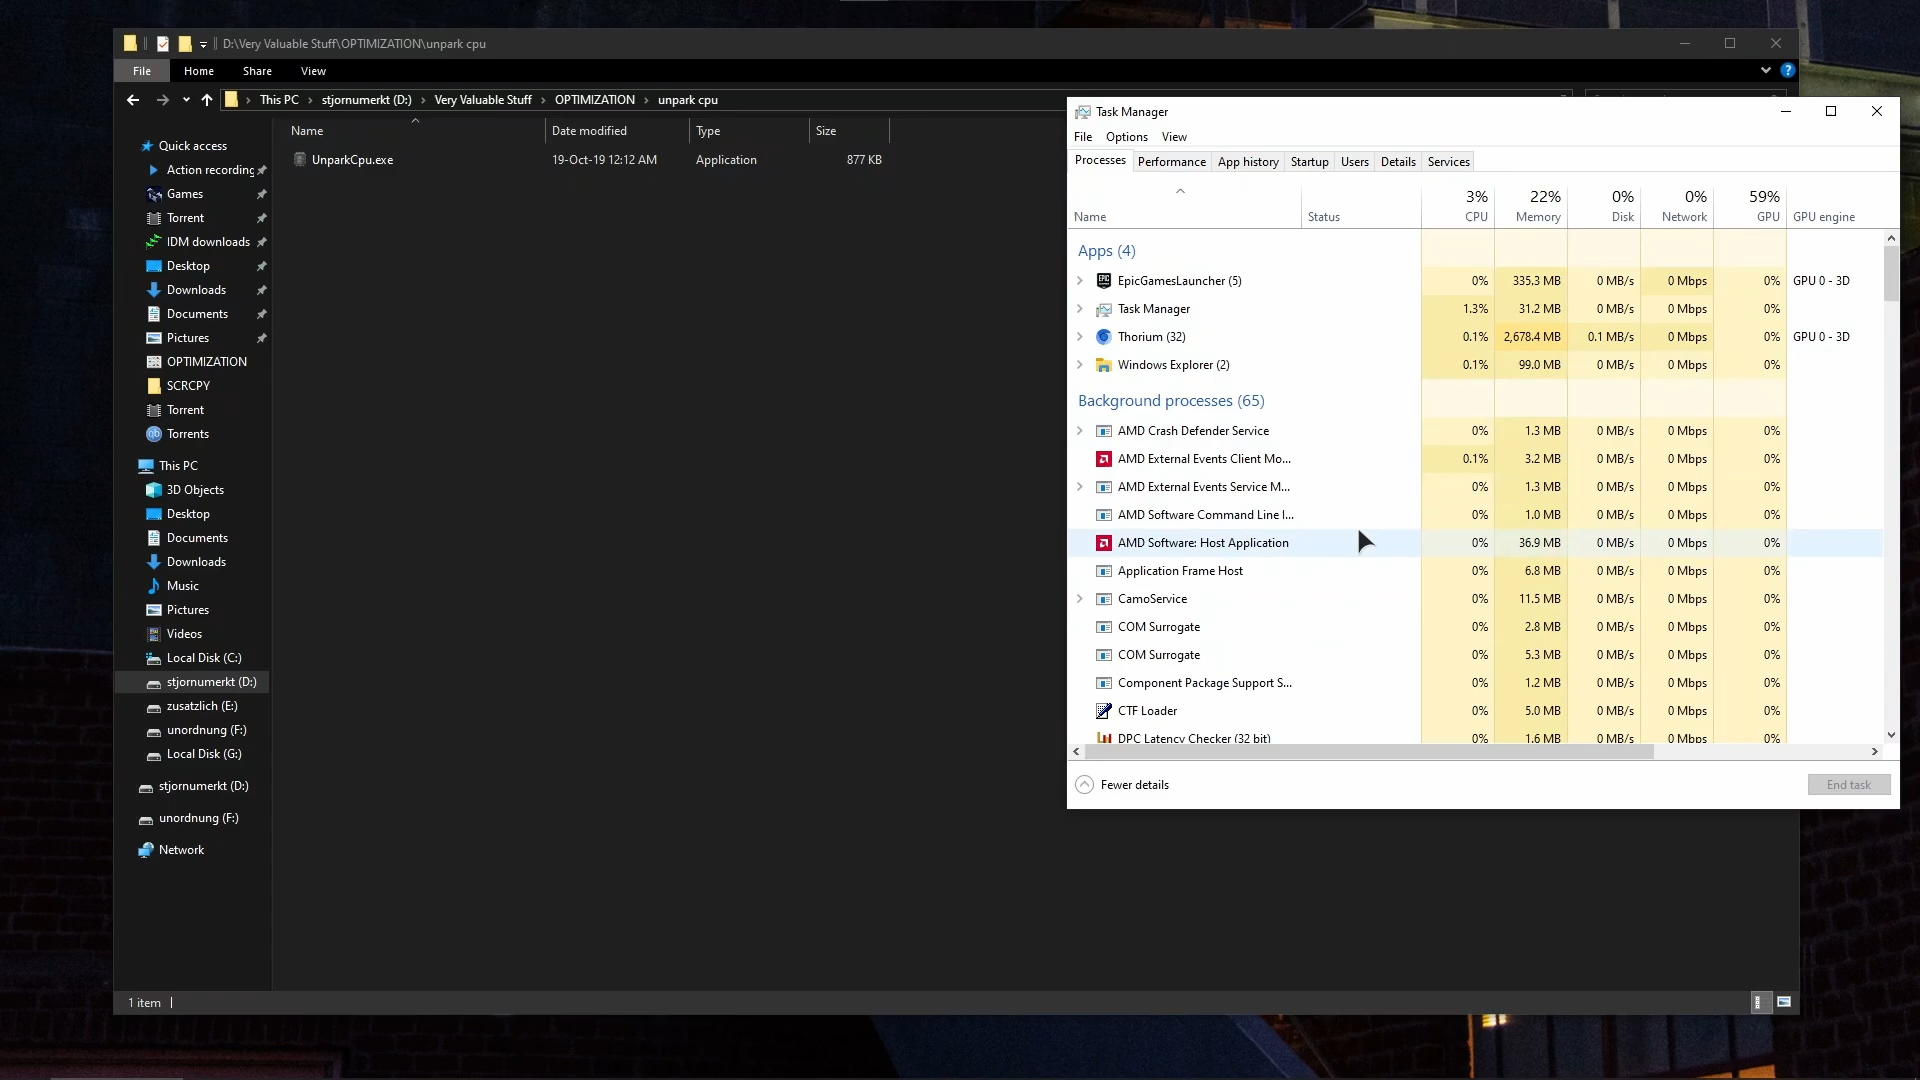 D:\Very Valuable Stuff\OPTIMIZATION\unpark cpu
File Home Share View
This PC stjornumerkt (D:) Very Valuable Stuff OPTIMIZATION unpark cpu
Name Date modified Type Size
UnparkCpu.exe 19-Oct-19 12:12 AM Application 877 KB
Quick access
Action recording
Games
Torrent
IDM downloads
Desktop
Downloads
Documents
Pictures
OPTIMIZATION
SCRCPY
Torrent
Torrents
This PC
3D Objects
Desktop
Documents
Downloads
Music
Pictures
Videos
Local Disk (C:)
stjornumerkt (D:)
zusatzlich (E:)
unordnung (F:)
Local Disk (G:)
stjornumerkt (D:)
unordnung (F:)
Network
1 item
Task Manager
File Options View
Processes Performance App history Startup Users Details Services
3% 22% 0% 0% 59%
Name Status CPU Memory Disk Network GPU GPU engine
Apps (4)
EpicGamesLauncher (5) 0% 335.3 MB 0 MB/s 0 Mbps 0% GPU 0 - 3D
Task Manager 1.3% 31.2 MB 0 MB/s 0 Mbps 0%
Thorium (32) 0.1% 2,678.4 MB 0.1 MB/s 0 Mbps 0% GPU 0 - 3D
Windows Explorer (2) 0.1% 99.0 MB 0 MB/s 0 Mbps 0%
Background processes (65)
AMD Crash Defender Service 0% 1.3 MB 0 MB/s 0 Mbps 0%
AMD External Events Client Mo... 0.1% 3.2 MB 0 MB/s 0 Mbps 0%
AMD External Events Service M... 0% 1.3 MB 0 MB/s 0 Mbps 0%
AMD Software Command Line I... 0% 1.0 MB 0 MB/s 0 Mbps 0%
AMD Software: Host Application 0% 36.9 MB 0 MB/s 0 Mbps 0%
Application Frame Host 0% 6.8 MB 0 MB/s 0 Mbps 0%
CamoService 0% 11.5 MB 0 MB/s 0 Mbps 0%
COM Surrogate 0% 2.8 MB 0 MB/s 0 Mbps 0%
COM Surrogate 0% 5.3 MB 0 MB/s 0 Mbps 0%
Component Package Support S... 0% 1.2 MB 0 MB/s 0 Mbps 0%
CTF Loader 0% 5.0 MB 0 MB/s 0 Mbps 0%
DPC Latency Checker (32 bit) 0% 1.6 MB 0 MB/s 0 Mbps 0%
Fewer details End task